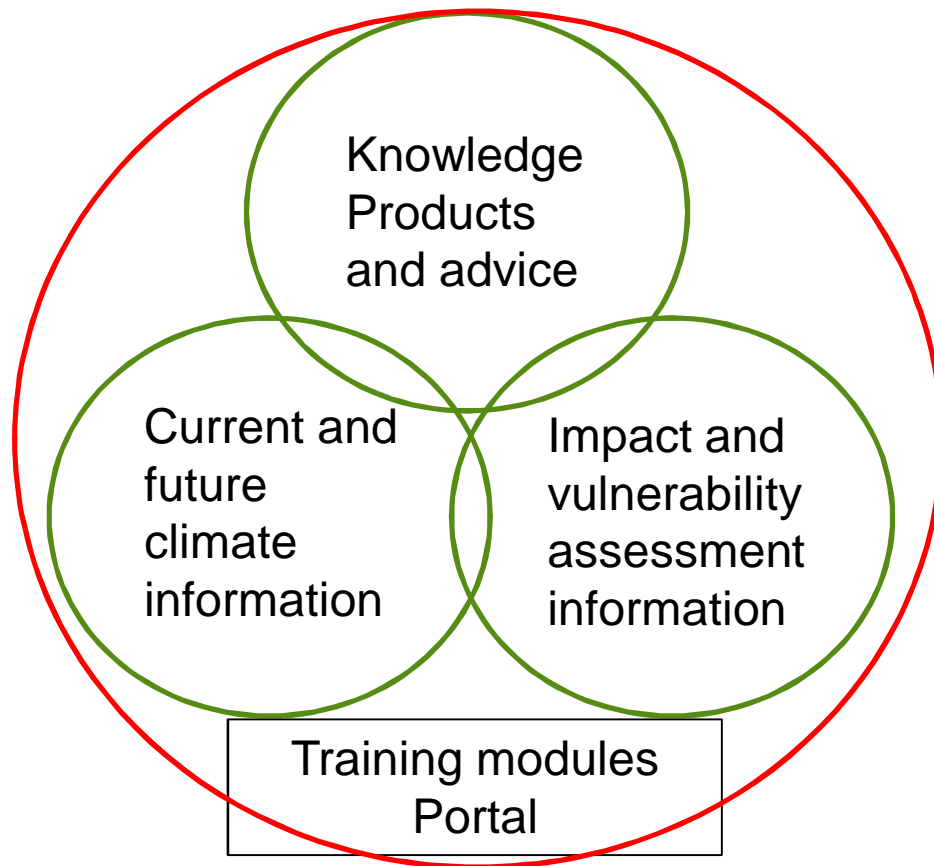 Knowledge
Products
and advice
Current and
future
climate
information
Impact and
vulnerability
assessment
information
Training modules
Portal